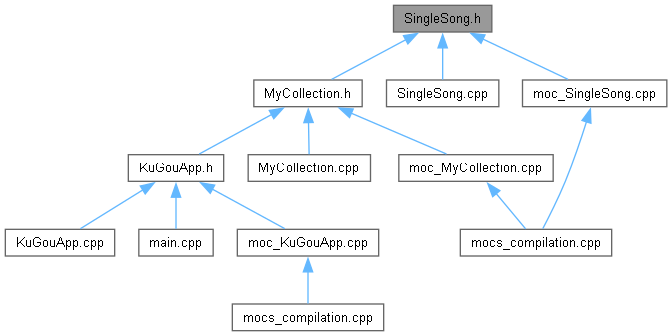 SingleSong.h
MyCollection.h
SingleSong.cpp
moc_SingleSong.cpp
KuGouApp.h
MyCollection.cpp
moc_MyCollection.cpp
KuGouApp.cpp
main.cpp
moc_KuGouApp.cpp
mocs_compilation.cpp
mocs_compilation.cpp